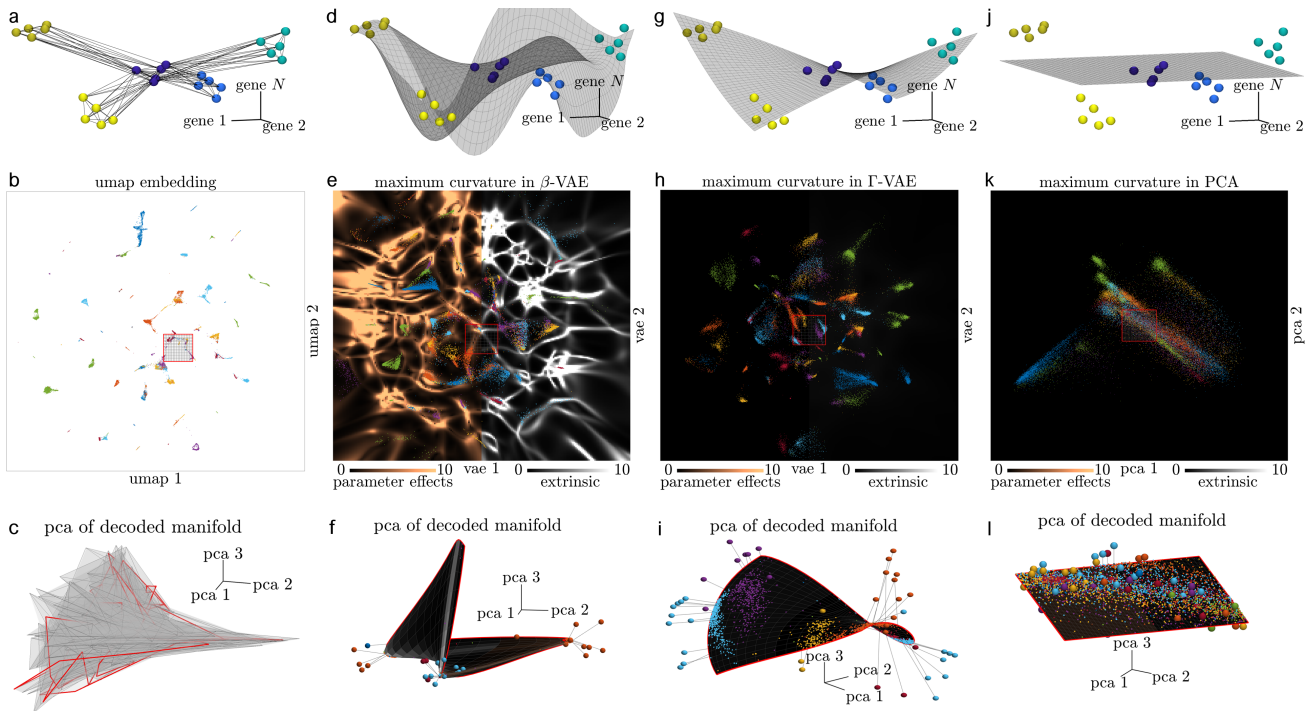 a
gene N
gene 1
gene 2
d
gene N
gene 1
gene 2
g
gene N
gene 1
gene 2
j
gene N
gene 1
gene 2
b
umap embedding
umap 2
umap 1
e
maximum curvature in β-VAE
vae 2
0 10 vae 1 0 10
parameter effects extrinsic
h
maximum curvature in Γ-VAE
vae 2
0 10 vae 1 0 10
parameter effects extrinsic
k
maximum curvature in PCA
pca 2
0 10 pca 1 0 10
parameter effects extrinsic
c
pca of decoded manifold
pca 3
pca 2
pca 1
f
pca of decoded manifold
pca 3
pca 1
pca 2
i
pca of decoded manifold
pca 3
pca 2
pca 1
l
pca of decoded manifold
pca 3
pca 1
pca 2